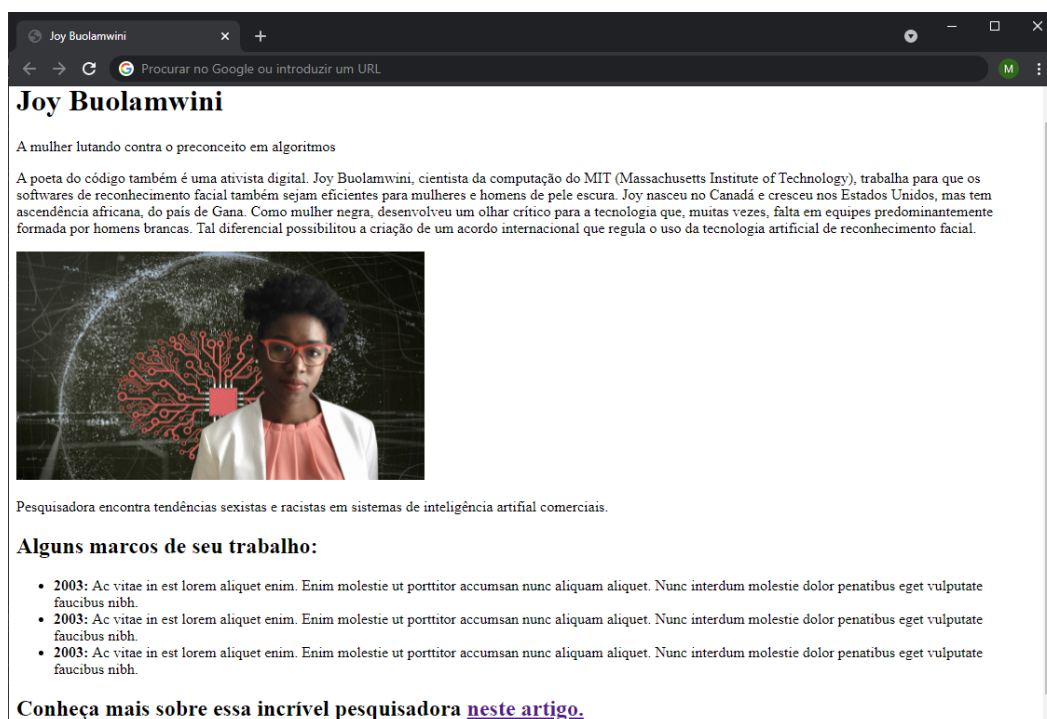 Joy Buolamwini
Procurar no Google ou introduzir um URL
M
Joy Buolamwini
A mulher lutando contra o preconceito em algoritmos
A poeta do código também é uma ativista digital. Joy Buolamwini, cientista da computação do MIT (Massachusetts Institute of Technology), trabalha para que os
softwares de reconhecimento facial também sejam eficientes para mulheres e homens de pele escura. Joy nasceu no Canadá e cresceu nos Estados Unidos, mas tem
ascendência africana, do país de Gana. Como mulher negra, desenvolveu um olhar crítico para a tecnologia que, muitas vezes, falta em equipes predominantemente
formada por homens brancas. Tal diferencial possibilitou a criação de um acordo internacional que regula o uso da tecnologia artificial de reconhecimento facial.
Pesquisadora encontra tendências sexistas e racistas em sistemas de inteligência artifial comerciais.
Alguns marcos de seu trabalho:
• 2003: Ac vitae in est lorem aliquet enim. Enim molestie ut porttitor accumsan nunc aliquam aliquet. Nunc interdum molestie dolor penatibus eget vulputate
faucibus nibh.
• 2003: Ac vitae in est lorem aliquet enim. Enim molestie ut porttitor accumsan nunc aliquam aliquet. Nunc interdum molestie dolor penatibus eget vulputate
faucibus nibh.
• 2003: Ac vitae in est lorem aliquet enim. Enim molestie ut porttitor accumsan nunc aliquam aliquet. Nunc interdum molestie dolor penatibus eget vulputate
faucibus nibh.
Conheça mais sobre essa incrível pesquisadora neste artigo.